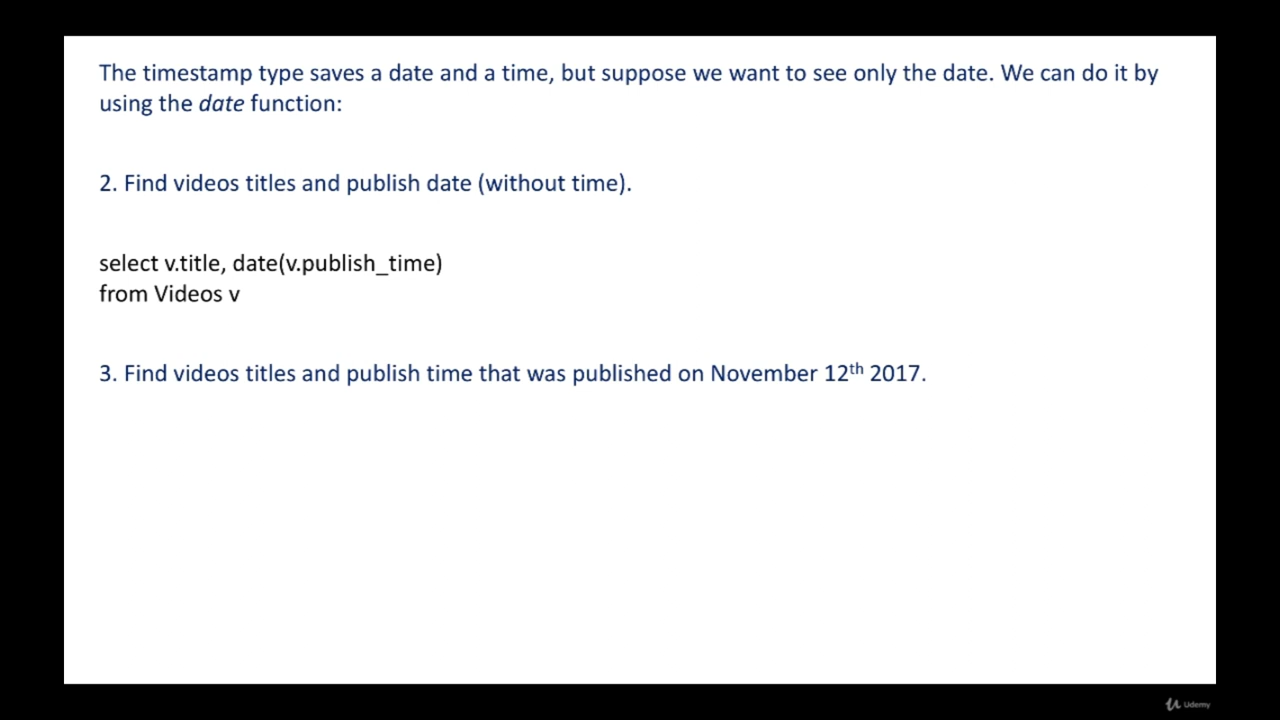 The timestamp type saves a date and a time, but suppose we want to see only the date. We can do it by
using the date function:
2. Find videos titles and publish date (without time).
select v.title, date(v.publish_time)
from Videos v
3. Find videos titles and publish time that was published on November 12th 2017.
Udemy